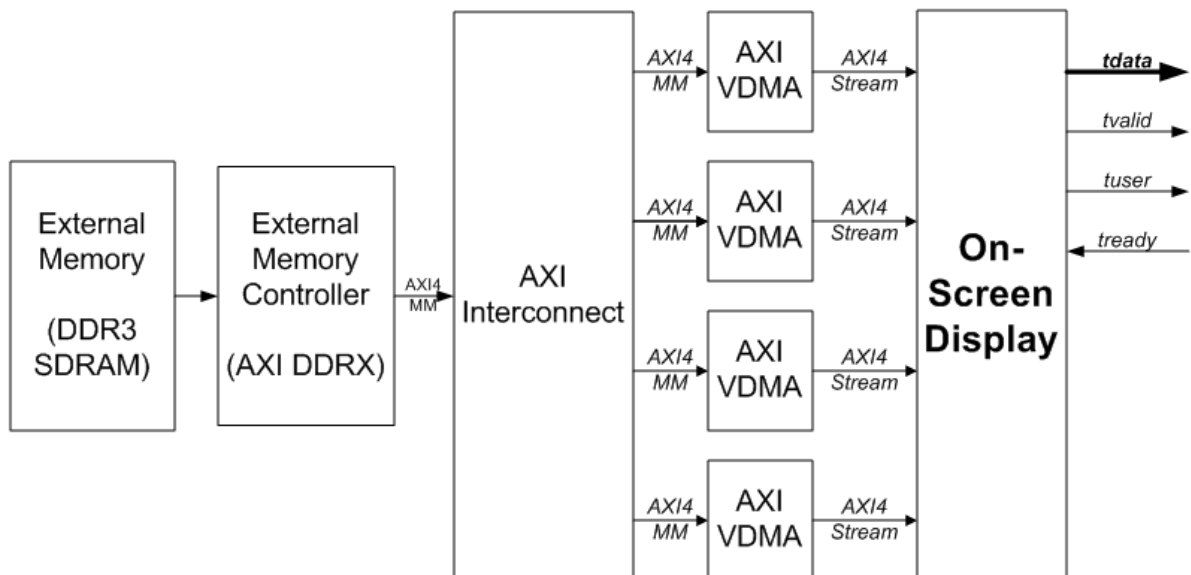 External
Memory
(DDR3
SDRAM)
External
Memory
Controller
(AXI DDRX)
AXI4
MM
AXI
Interconnect
AXI4
MM
AXI
VDMA
AXI4
Stream
AXI4
MM
AXI
VDMA
AXI4
Stream
AXI4
MM
AXI
VDMA
AXI4
Stream
AXI4
MM
AXI
VDMA
AXI4
Stream
On-
Screen
Display
tdata
tvalid
tuser
tready